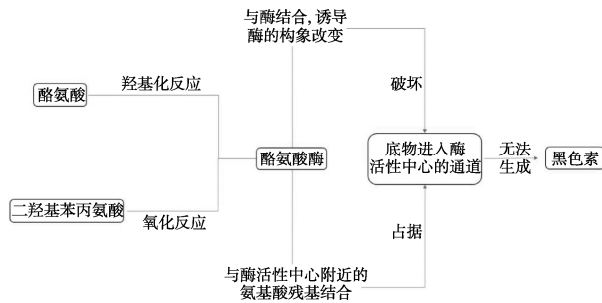 与酶结合,诱导
酶的构象改变
酪氨酸
羟基化反应
破坏
酪氨酸酶
底物进入酶
活性中心的通道
无法
生成
黑色素
二羟基苯丙氨酸
氧化反应
占据
与酶活性中心附近的
氨基酸残基结合